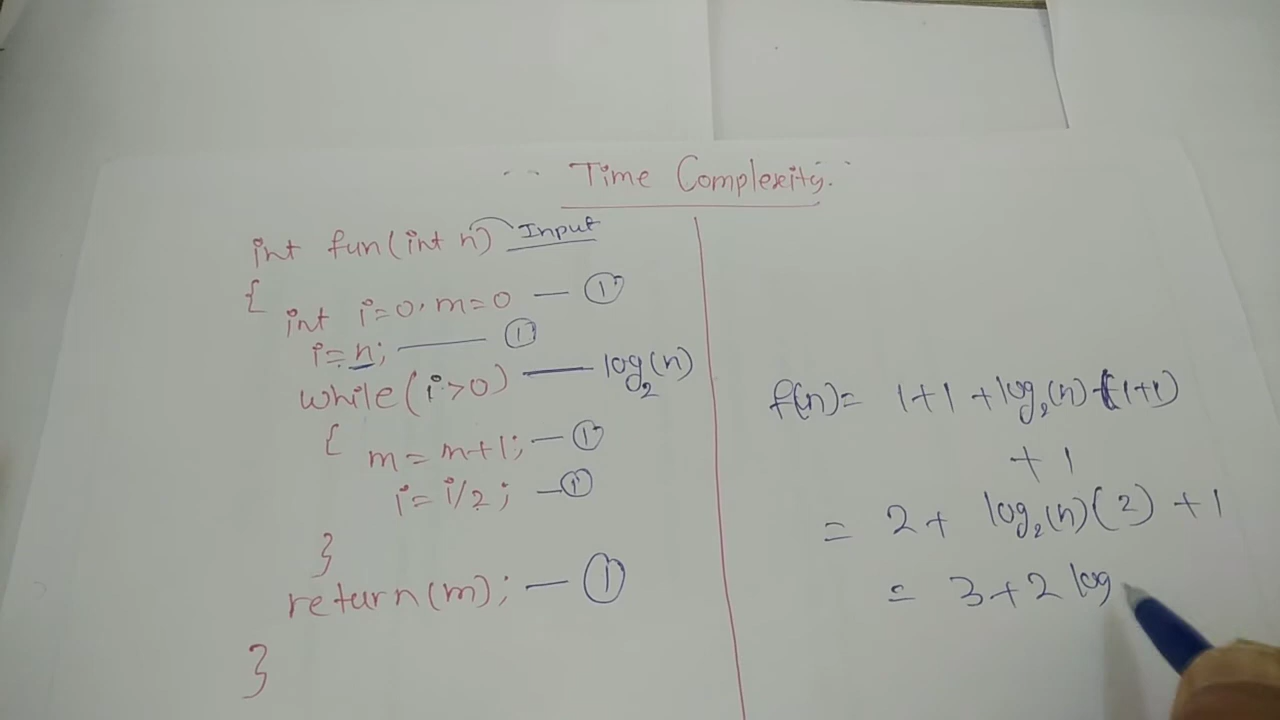 Time Complexity.
int fun(int n) Input
{
int i=0, m=0 — ①
i=n; — ①
while(i>0) — log₂(n)
{
m=m+1; — ①
i=i/2; — ①
}
return(m); — ①
}
f(n)= 1+1+log₂(n)(1+1)
+1
= 2+ log₂(n)(2)+1
= 3+2 log